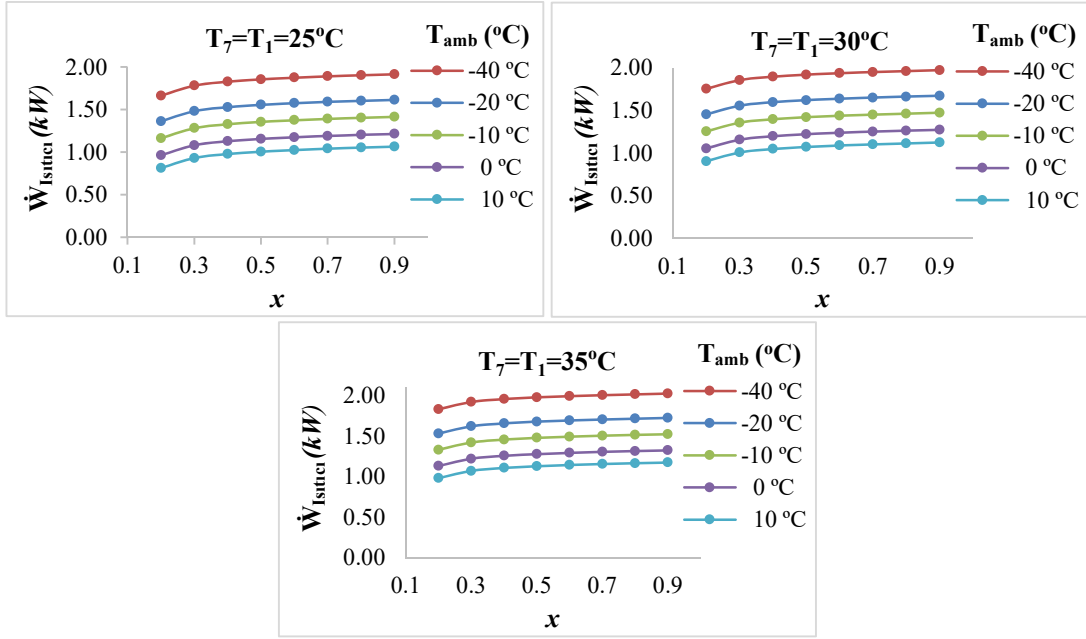 T7=T1=25ºC
Tamb (ºC)
2.00
1.50
1.00
0.50
0.00
ẆIsıtıcı (kW)
-40 ºC
-20 ºC
-10 ºC
0 ºC
10 ºC
0.1 0.3 0.5 0.7 0.9
x
T7=T1=30ºC
Tamb (ºC)
2.00
1.50
1.00
0.50
0.00
ẆIsıtıcı (kW)
-40 ºC
-20 ºC
-10 ºC
0 ºC
10 ºC
0.1 0.3 0.5 0.7 0.9
x
T7=T1=35ºC
Tamb (ºC)
2.00
1.50
1.00
0.50
0.00
ẆIsıtıcı (kW)
-40 ºC
-20 ºC
-10 ºC
0 ºC
10 ºC
0.1 0.3 0.5 0.7 0.9
x